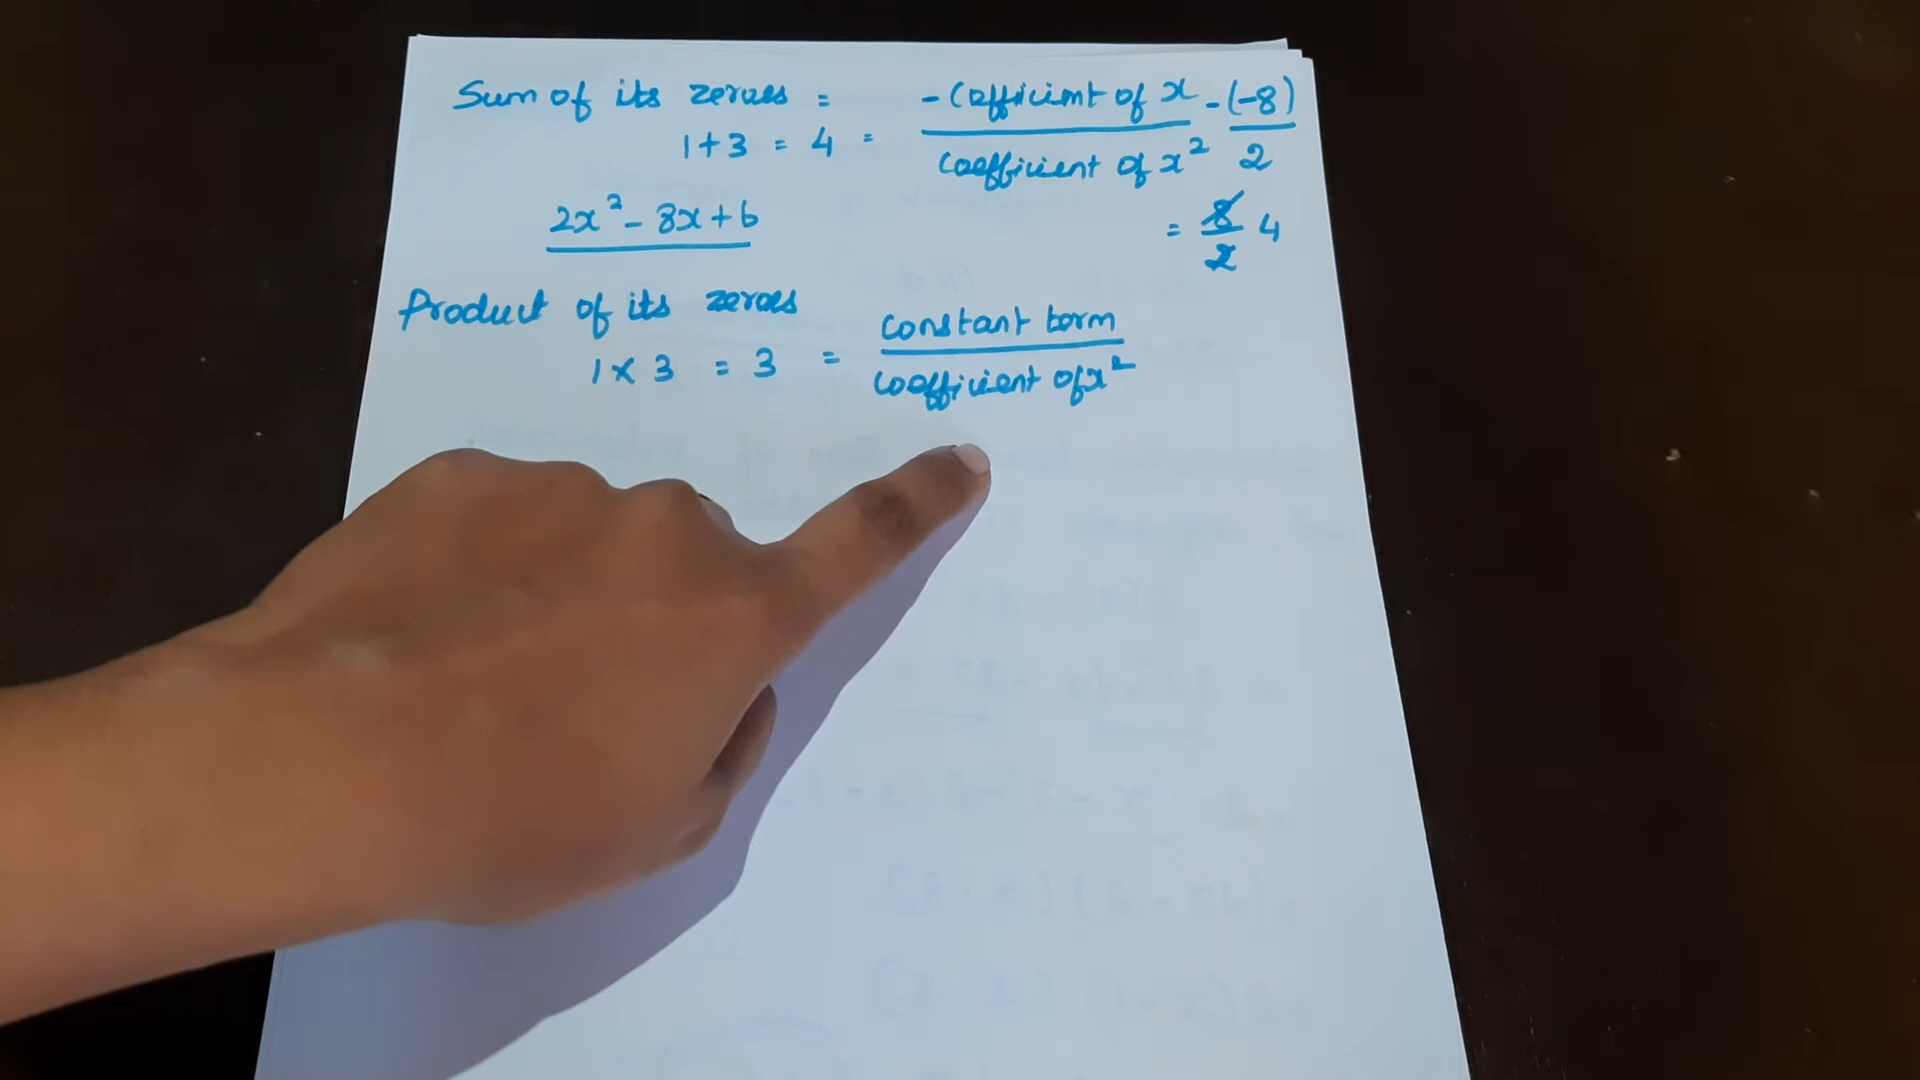 Sum of its zeroes = - Cofficient of x - (-8)
1 + 3 = 4 = coefficient of x² 2
2x² - 8x + 6
= 8 4
2
Product of its zeroes
constant term
1 x 3 = 3 = coefficient of x²